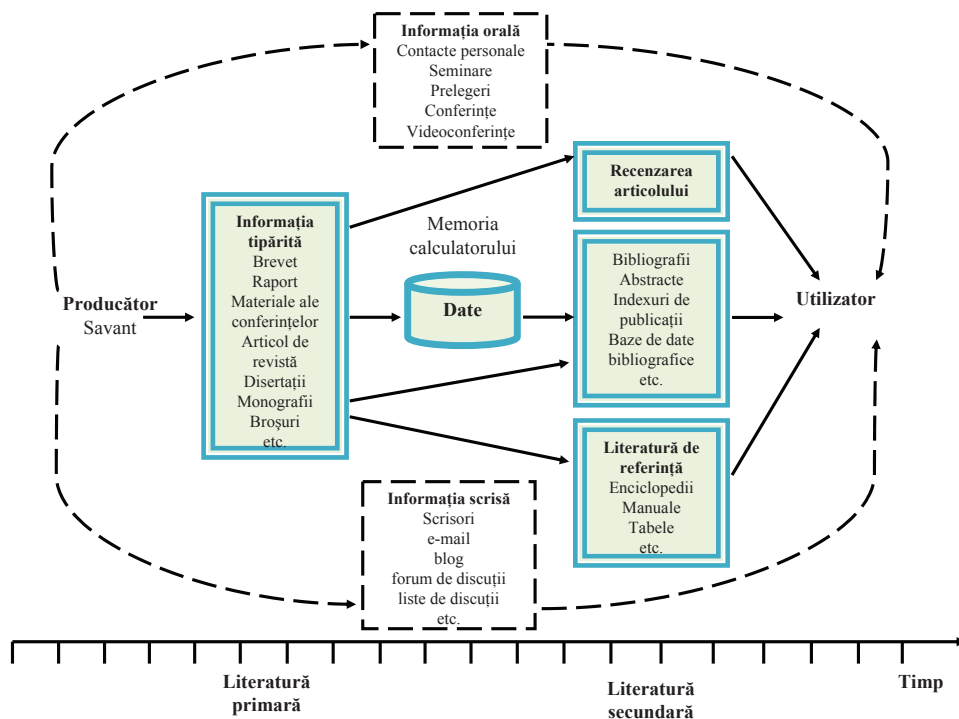 Informația orală
Contacte personale
Seminare
Prelegeri
Conferințe
Videoconferințe
Producător
Savant
Informația
tipărită
Brevet
Raport
Materiale ale
conferințelor
Articol de
revistă
Disertații
Monografii
Broşuri
etc.
Memoria
calculatorului
Date
Recenzarea
articolului
Bibliografii
Abstracte
Indexuri de
publicații
Baze de date
bibliografice
etc.
Literatură de
referință
Enciclopedii
Manuale
Tabele
etc.
Utilizator
Informația scrisă
Scrisori
e-mail
blog
forum de discuții
liste de discuții
etc.
Literatură
primară
Literatură
secundară
Timp